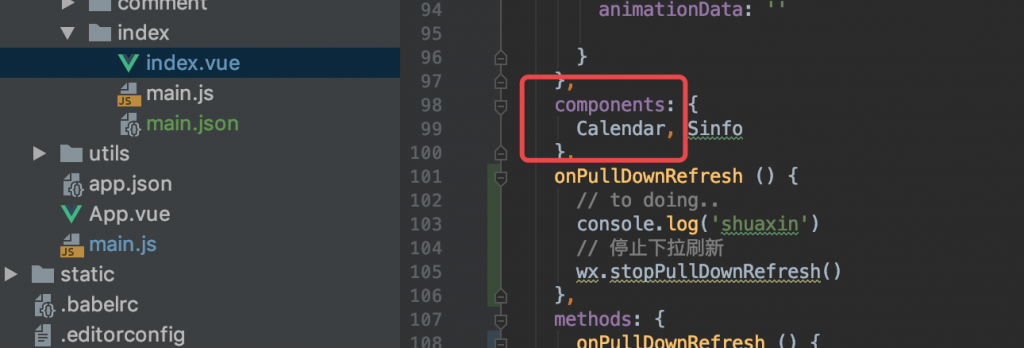 comment
index
index.vue
main.js
main.json
utils
app.json
App.vue
main.js
static
.babelrc
.editorconfig
94 animationData: ''
95
96 }
97 },
98 components: {
99 Calendar, Sinfo
100 },
101 onPullDownRefresh () {
102 // to doing..
103 console.log('shuaxin')
104 // 停止下拉刷新
105 wx.stopPullDownRefresh()
106 },
107 methods: {
108 onPullDownRefresh () {